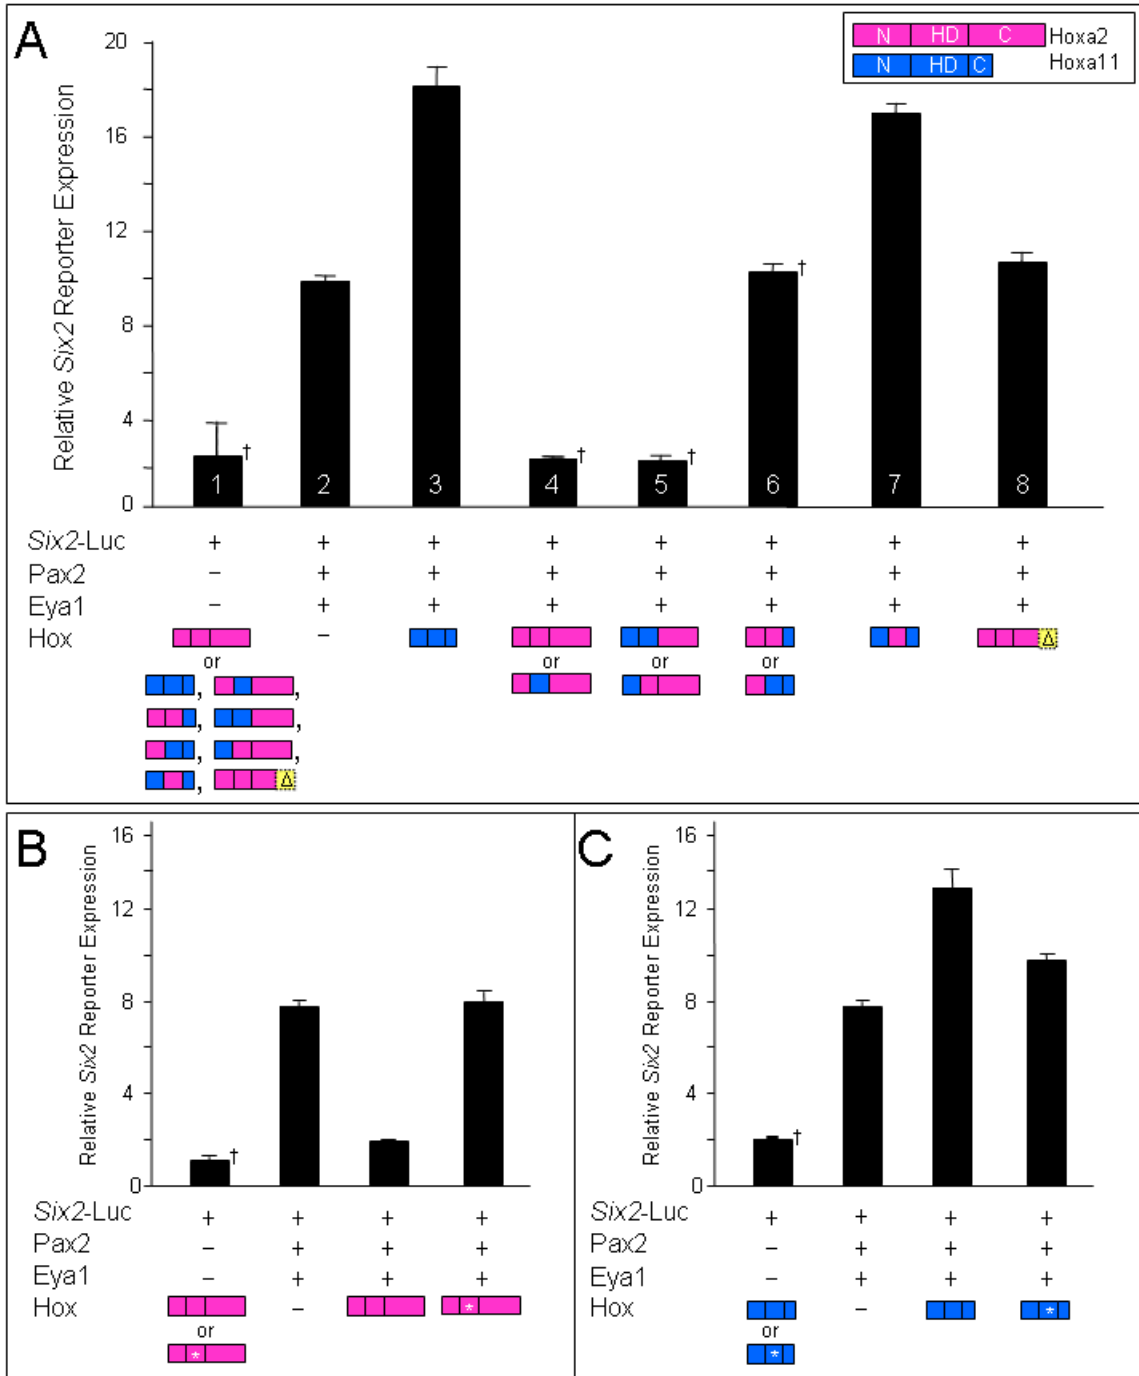 A
N HD C Hoxa2
N HD C Hoxa11
Relative Six2 Reporter Expression
20
16
12
8
4
0
† † † †
1 2 3 4 5 6 7 8
Six2-Luc + + + + + + + +
Pax2 – + + + + + + +
Eya1 – + + + + + + +
Hox – Δ
or or or or
, ,
, ,
, ,
, Δ
B
Relative Six2 Reporter Expression
16
12
8
4
0
†
Six2-Luc + + + +
Pax2 – + + +
Eya1 – + + +
Hox – *
or
*
C
Relative Six2 Reporter Expression
16
12
8
4
0
†
Six2-Luc + + + +
Pax2 – + + +
Eya1 – + + +
Hox – *
or
*